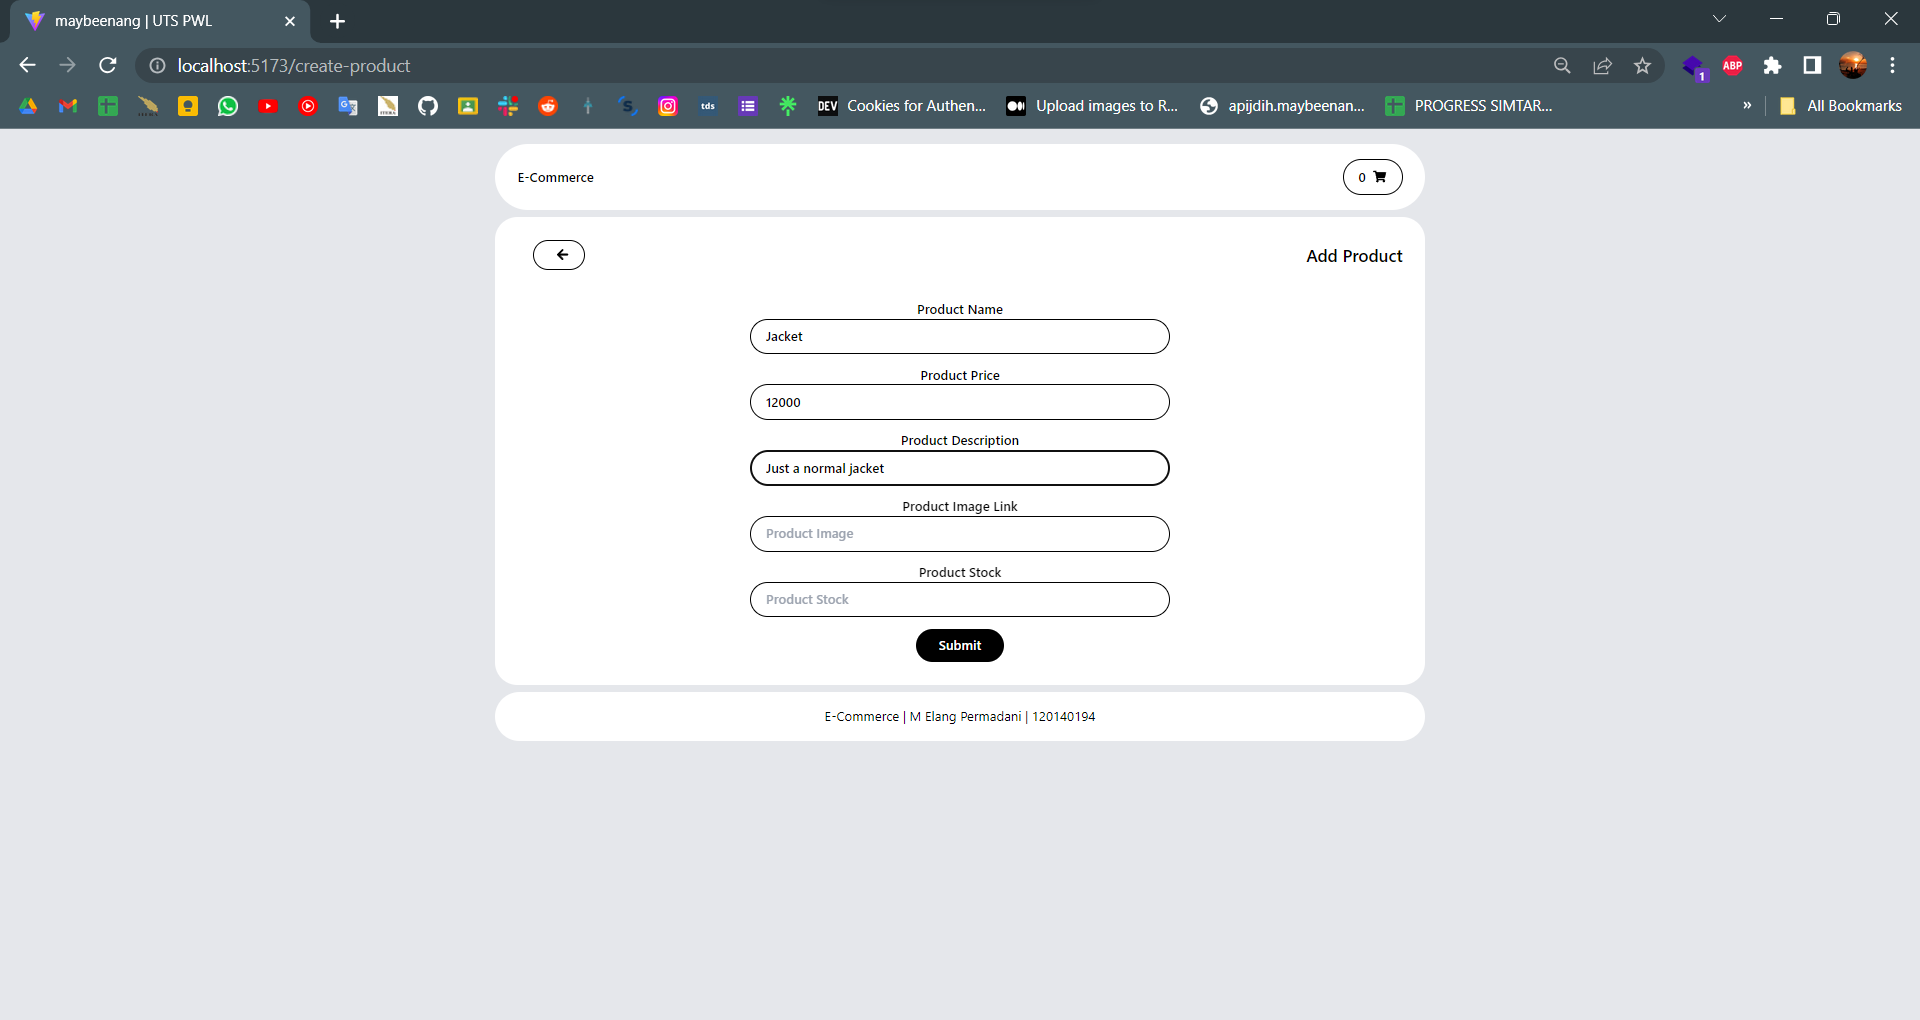 maybeenang | UTS PWL
localhost:5173/create-product
1
ABP
tds
DEV
Cookies for Authen...
Upload images to R...
apijdih.maybeenan...
PROGRESS SIMTAR...
»
All Bookmarks
E-Commerce
0
Add Product
Product Name
Jacket
Product Price
12000
Product Description
Just a normal jacket
Product Image Link
Product Image
Product Stock
Product Stock
Submit
E-Commerce | M Elang Permadani | 120140194